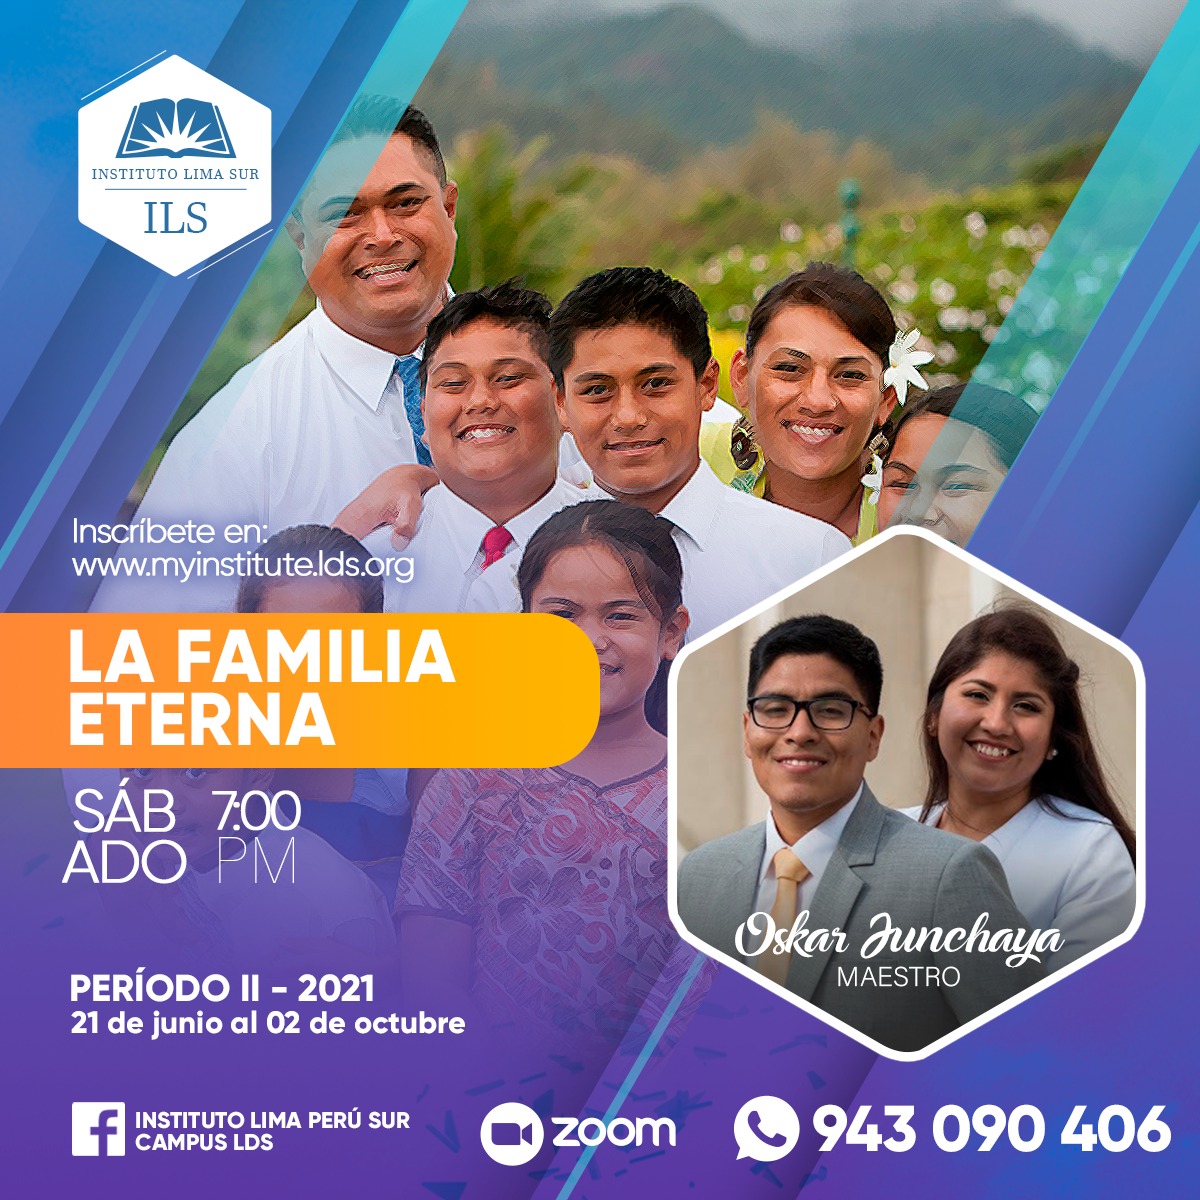 INSTITUTO LIMA SUR
ILS
Inscríbete en:
www.myinstitute.lds.org
LA FAMILIA
ETERNA
SÁB
ADO
7:00
PM
Oskar Junchaya
MAESTRO
PERÍODO II - 2021
21 de junio al 02 de octubre
INSTITUTO LIMA PERÚ SUR
CAMPUS LDS
zoom
943 090 406